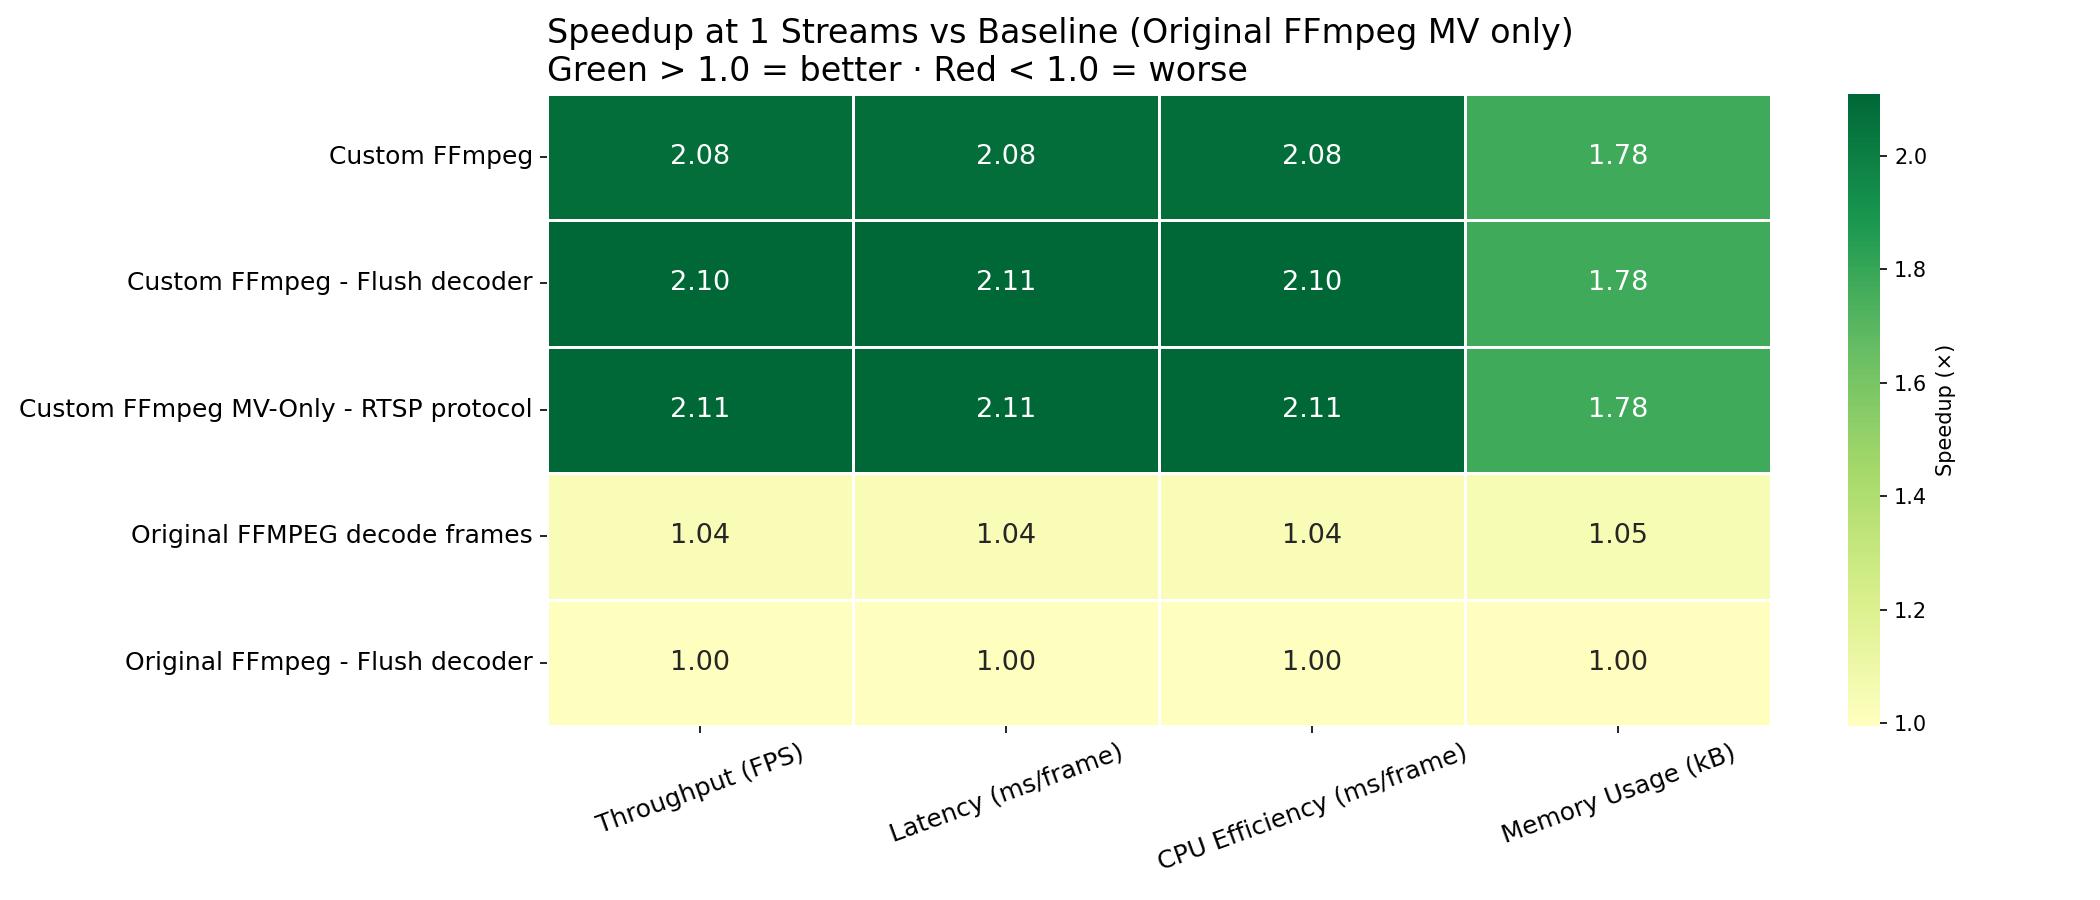 Speedup at 1 Streams vs Baseline (Original FFmpeg MV only)
Green > 1.0 = better · Red < 1.0 = worse
Custom FFmpeg 2.08 2.08 2.08 1.78
Custom FFmpeg - Flush decoder 2.10 2.11 2.10 1.78
Custom FFmpeg MV-Only - RTSP protocol 2.11 2.11 2.11 1.78
Original FFMPEG decode frames 1.04 1.04 1.04 1.05
Original FFmpeg - Flush decoder 1.00 1.00 1.00 1.00
Throughput (FPS) Latency (ms/frame) CPU Efficiency (ms/frame) Memory Usage (kB)
2.0
1.8
1.6
1.4
1.2
1.0
Speedup (×)